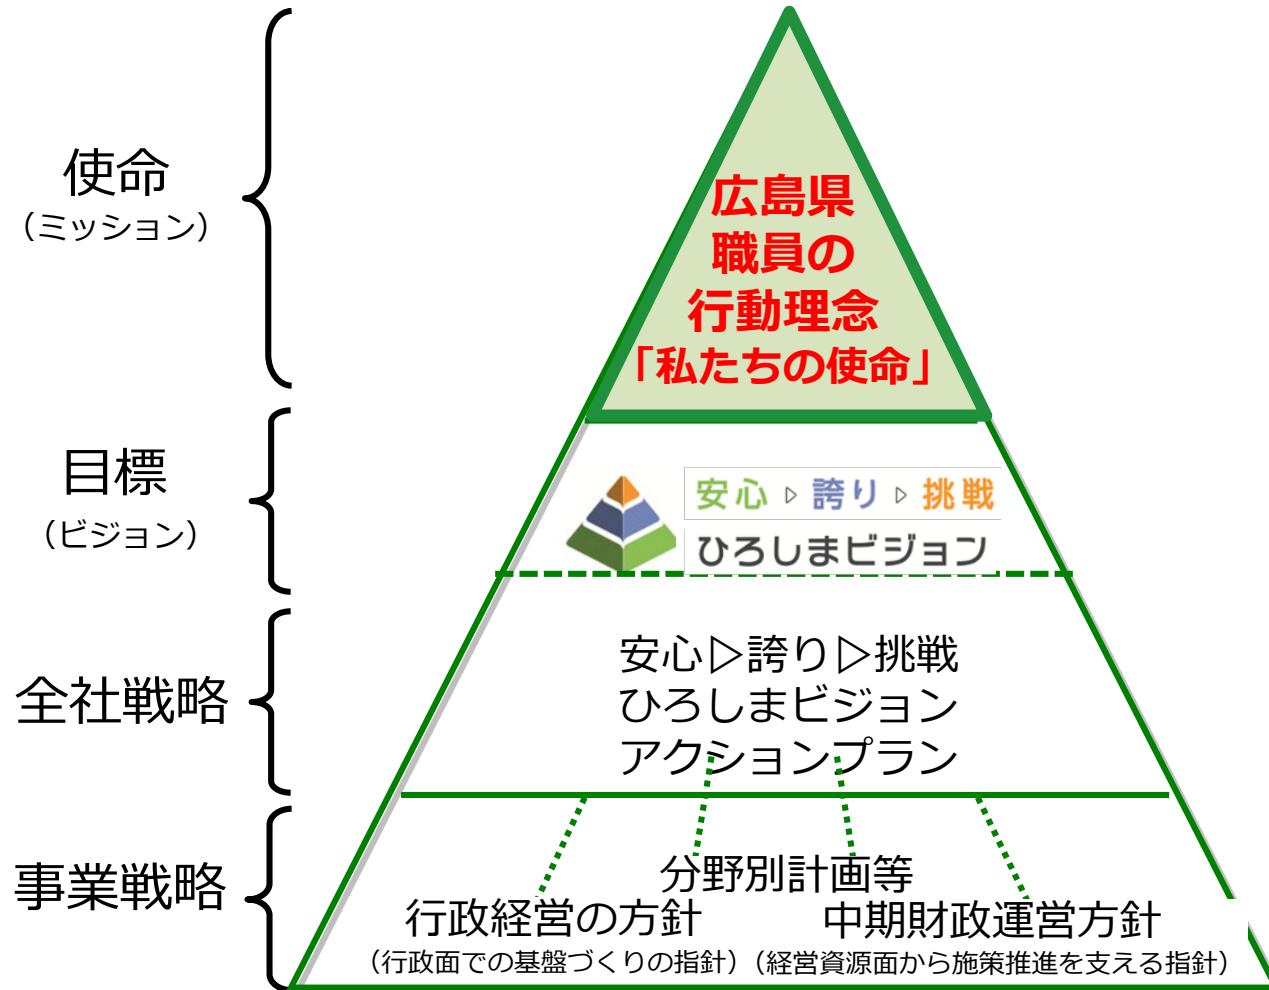 使命
（ミッション）
広島県
職員の
行動理念
「私たちの使命」
目標
（ビジョン）
安心▷誇り▷挑戦
ひろしまビジョン
全社戦略
安心▷誇り▷挑戦
ひろしまビジョン
アクションプラン
事業戦略
分野別計画等
行政経営の方針
（行政面での基盤づくりの指針）
中期財政運営方針
（経営資源面から施策推進を支える指針）